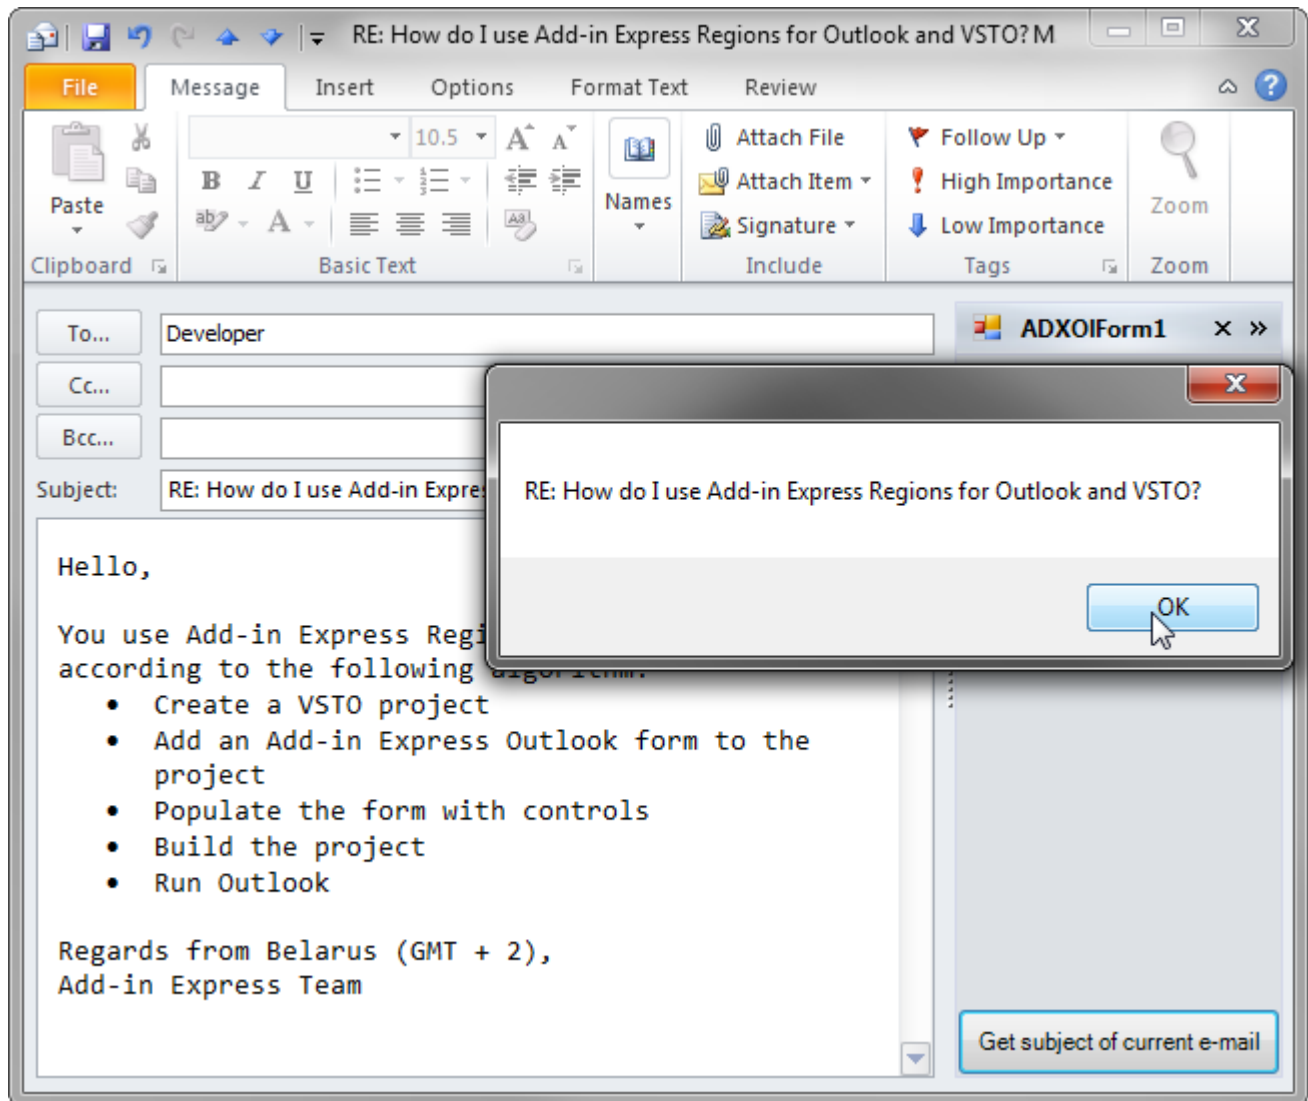 RE: How do I use Add-in Express Regions for Outlook and VSTO? M
File Message Insert Options Format Text Review
Paste
Clipboard
10.5
Basic Text
Names
Attach File
Attach Item
Signature
Include
Follow Up
High Importance
Low Importance
Tags
Zoom
Zoom
To... Developer
Cc...
Bcc...
Subject: RE: How do I use Add-in Expres
ADXOlForm1
RE: How do I use Add-in Express Regions for Outlook and VSTO?
OK
Hello,
You use Add-in Express Regi
according to the following algorithm:
• Create a VSTO project
• Add an Add-in Express Outlook form to the
project
• Populate the form with controls
• Build the project
• Run Outlook
Regards from Belarus (GMT + 2),
Add-in Express Team
Get subject of current e-mail